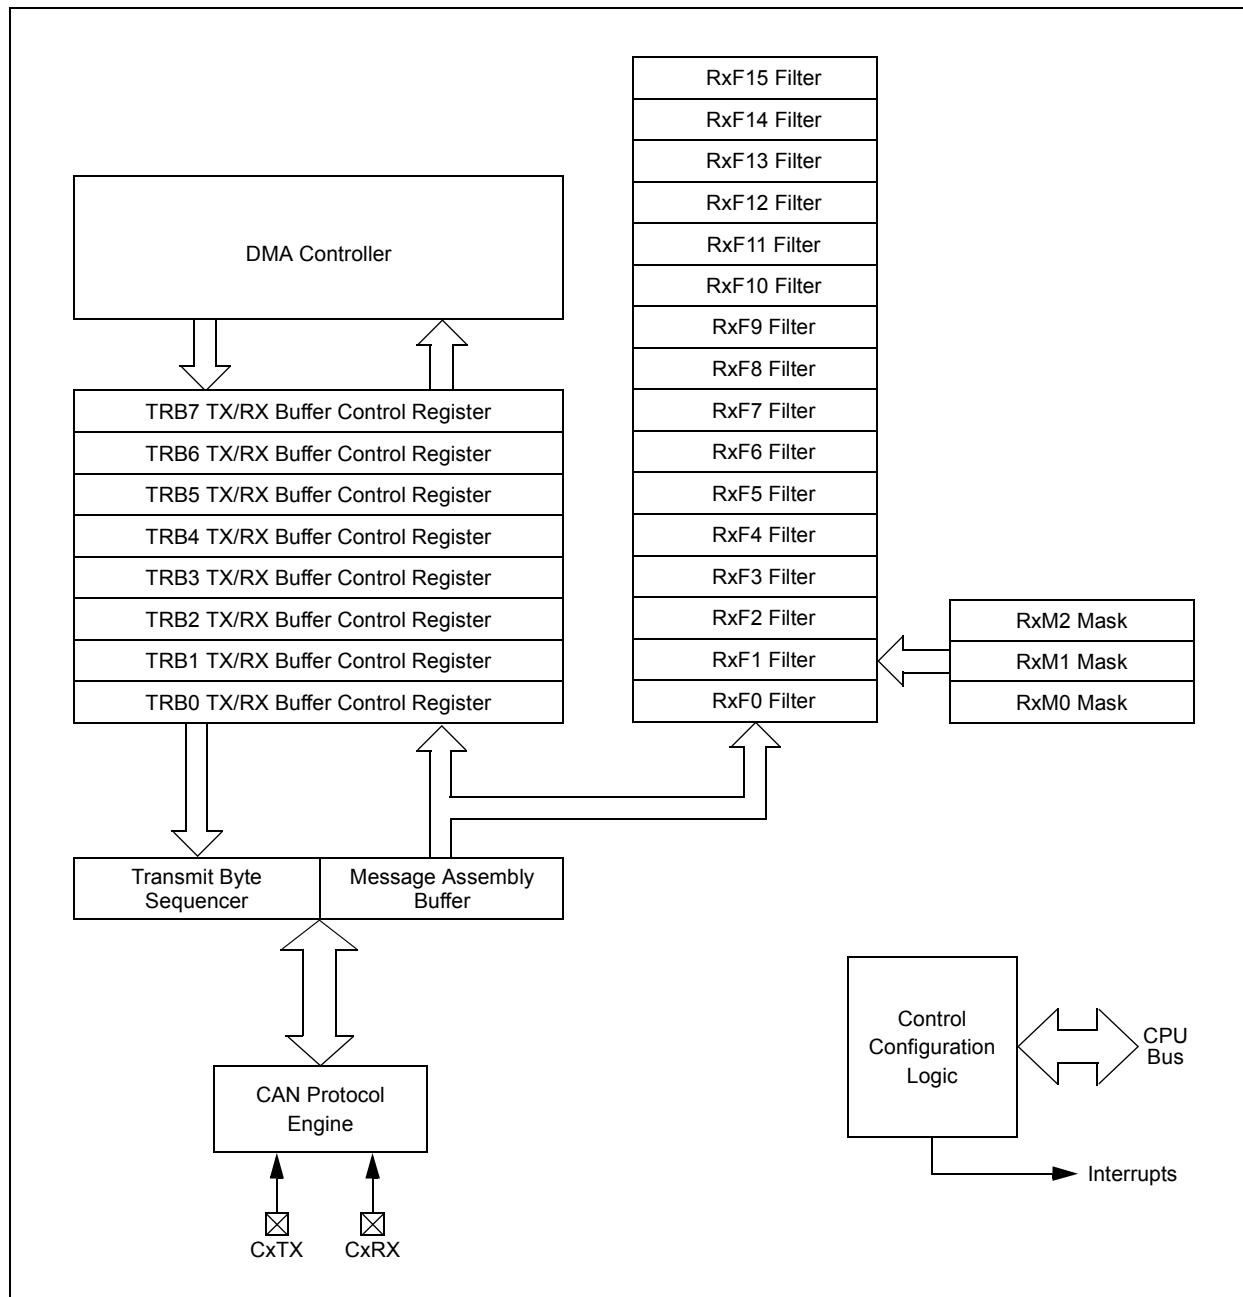 DMA Controller
TRB7 TX/RX Buffer Control Register
TRB6 TX/RX Buffer Control Register
TRB5 TX/RX Buffer Control Register
TRB4 TX/RX Buffer Control Register
TRB3 TX/RX Buffer Control Register
TRB2 TX/RX Buffer Control Register
TRB1 TX/RX Buffer Control Register
TRB0 TX/RX Buffer Control Register
RxF15 Filter
RxF14 Filter
RxF13 Filter
RxF12 Filter
RxF11 Filter
RxF10 Filter
RxF9 Filter
RxF8 Filter
RxF7 Filter
RxF6 Filter
RxF5 Filter
RxF4 Filter
RxF3 Filter
RxF2 Filter
RxF1 Filter
RxF0 Filter
RxM2 Mask
RxM1 Mask
RxM0 Mask
Transmit Byte
Sequencer
Message Assembly
Buffer
CAN Protocol
Engine
CxTX
CxRX
Control
Configuration
Logic
CPU
Bus
Interrupts